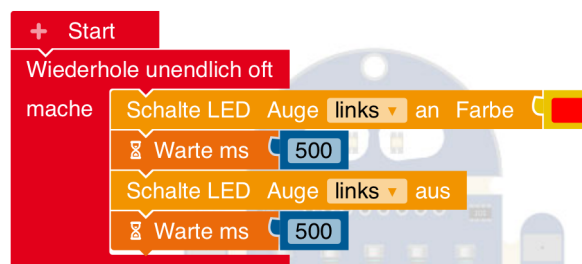 + Start
Wiederhole unendlich oft
mache Schalte LED Auge links an Farbe
Warte ms 500
Schalte LED Auge links aus
Warte ms 500